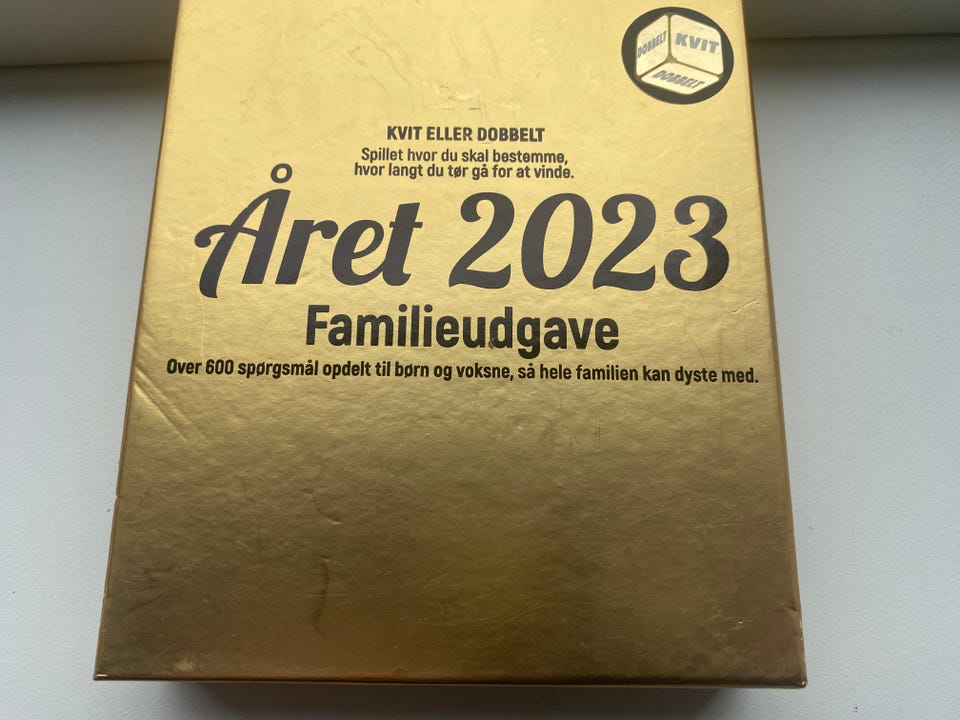 DOBBELT
KVIT
DOBBELT
KVIT ELLER DOBBELT
Spillet hvor du skal bestemme,
hvor langt du tør gå for at vinde.
Året 2023
Familieudgave
Over 600 spørgsmål opdelt til børn og voksne, så hele familien kan dyste med.